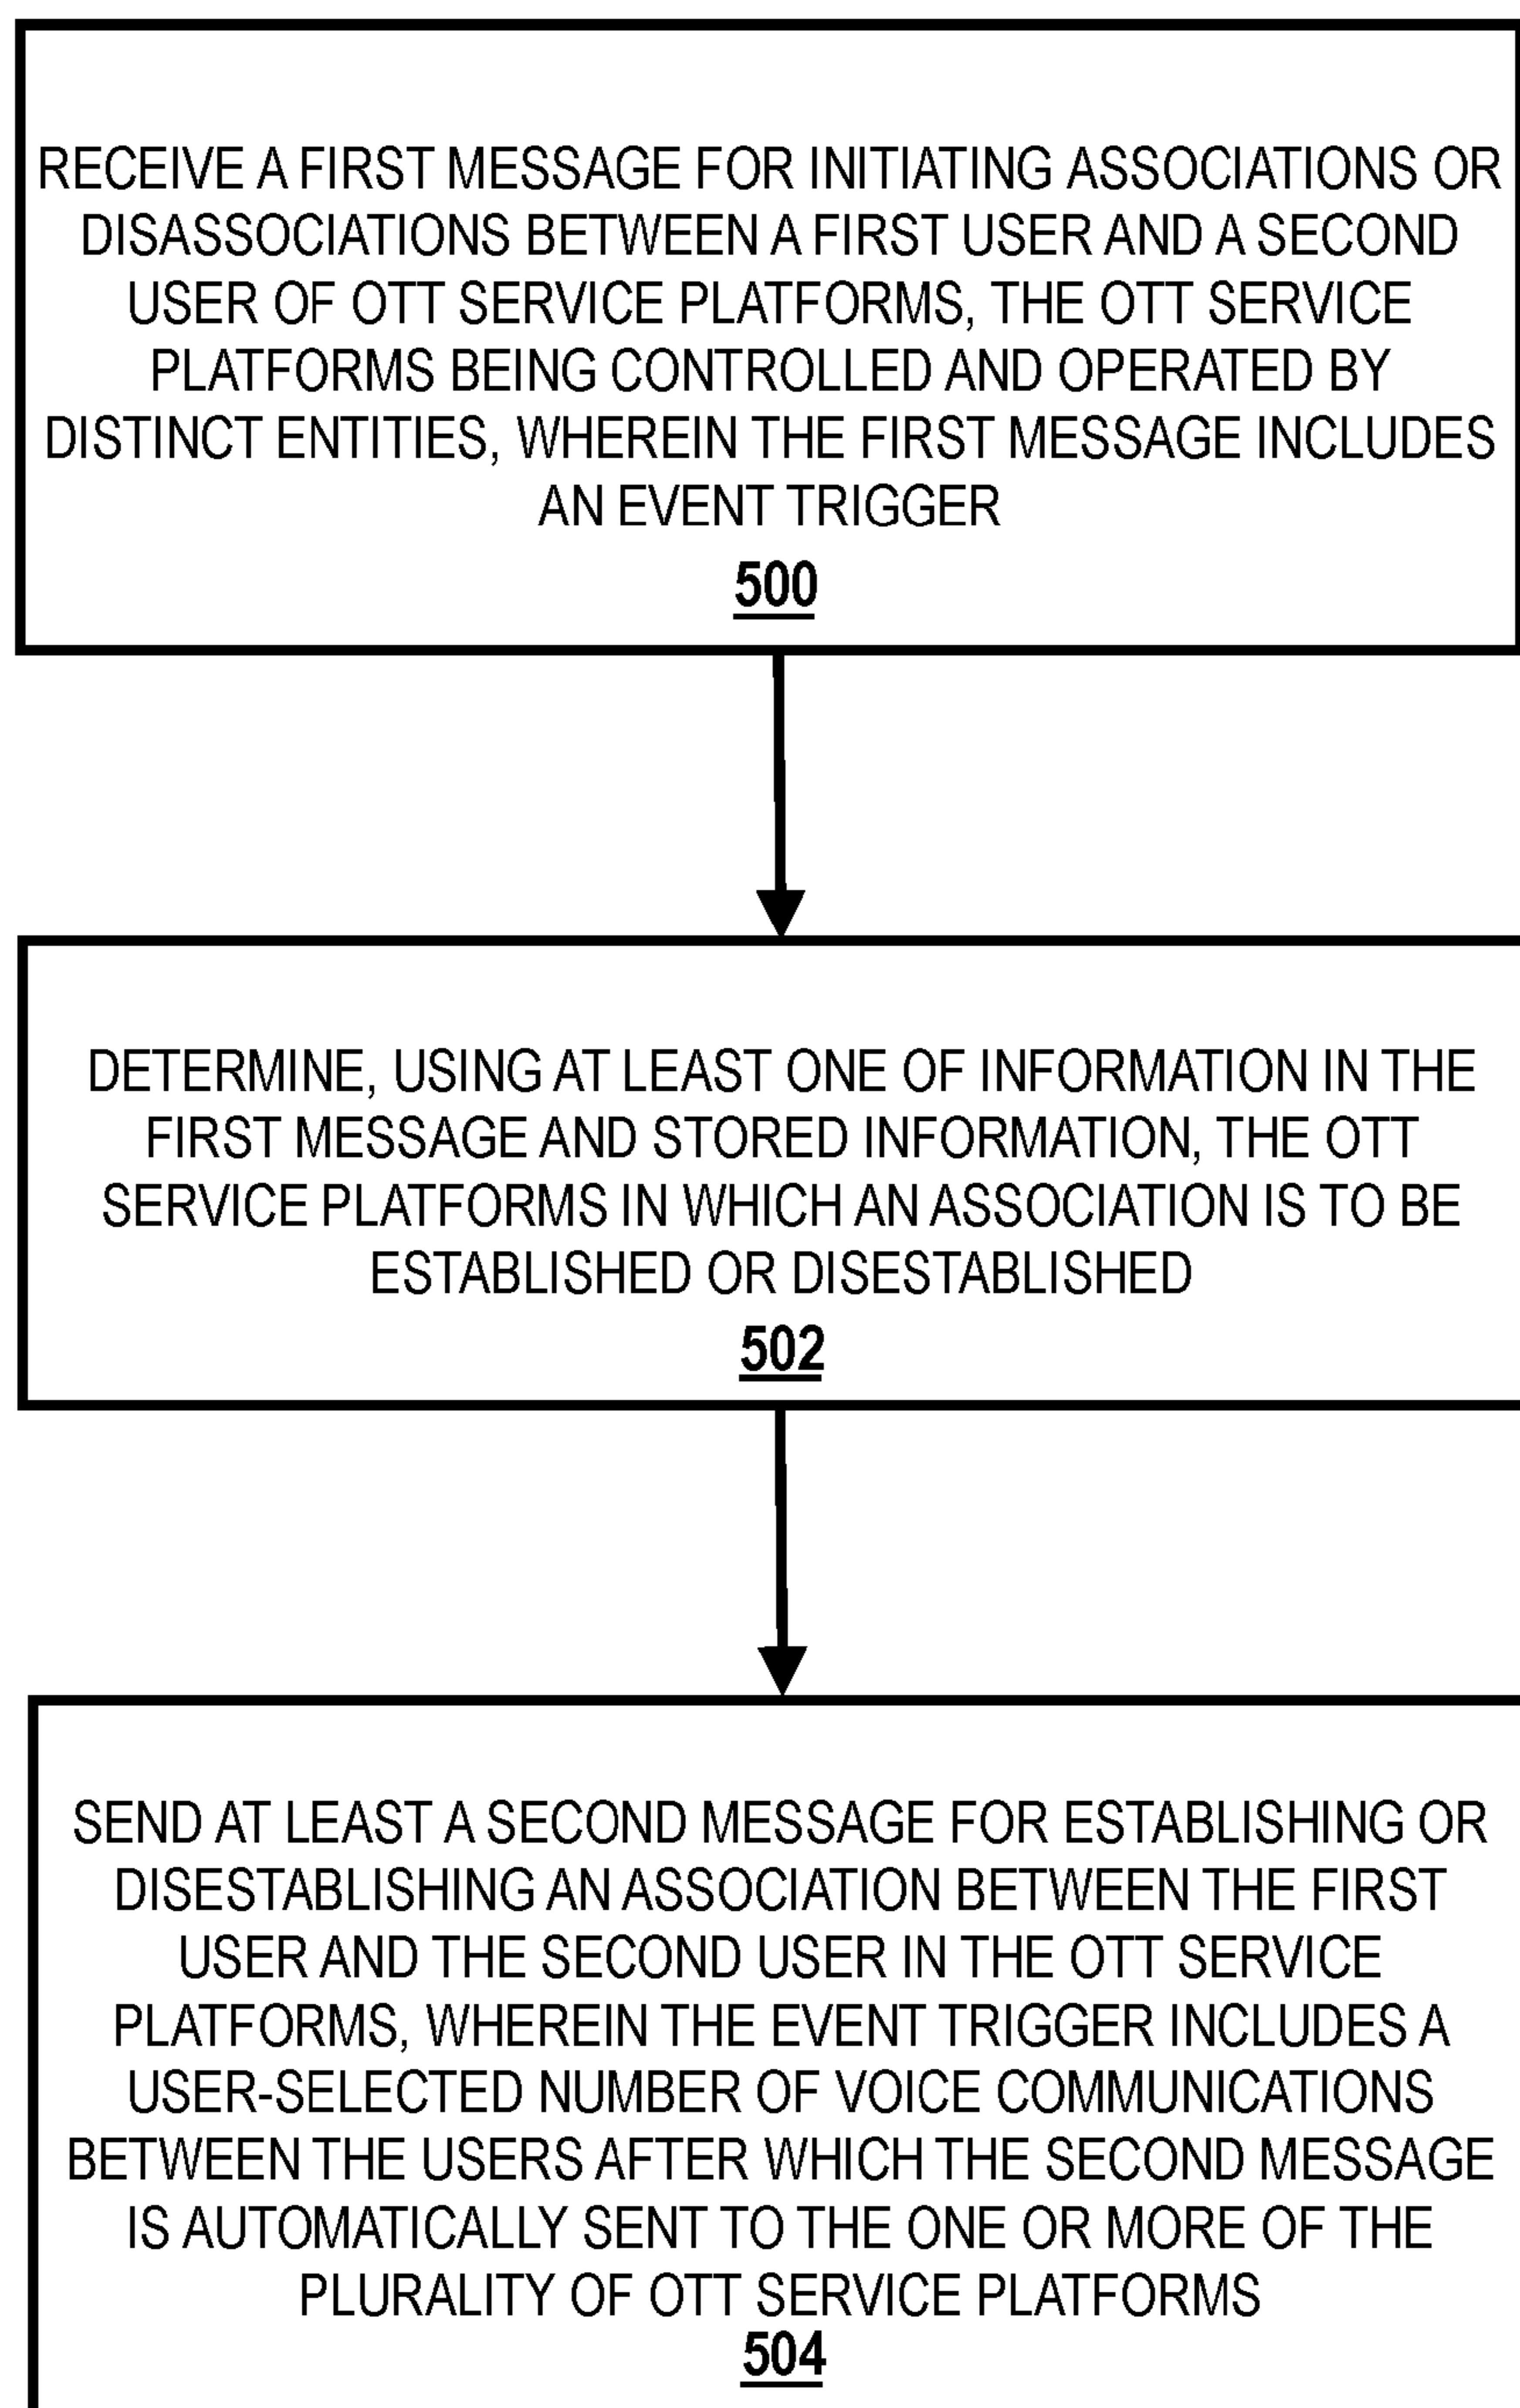 RECEIVE A FIRST MESSAGE FOR INITIATING ASSOCIATIONS OR
DISASSOCIATIONS BETWEEN A FIRST USER AND A SECOND
USER OF OTT SERVICE PLATFORMS, THE OTT SERVICE
PLATFORMS BEING CONTROLLED AND OPERATED BY
DISTINCT ENTITIES, WHEREIN THE FIRST MESSAGE INCLUDES
AN EVENT TRIGGER
500
DETERMINE, USING AT LEAST ONE OF INFORMATION IN THE
FIRST MESSAGE AND STORED INFORMATION, THE OTT
SERVICE PLATFORMS IN WHICH AN ASSOCIATION IS TO BE
ESTABLISHED OR DISESTABLISHED
502
SEND AT LEAST A SECOND MESSAGE FOR ESTABLISHING OR
DISESTABLISHING AN ASSOCIATION BETWEEN THE FIRST
USER AND THE SECOND USER IN THE OTT SERVICE
PLATFORMS, WHEREIN THE EVENT TRIGGER INCLUDES A
USER-SELECTED NUMBER OF VOICE COMMUNICATIONS
BETWEEN THE USERS AFTER WHICH THE SECOND MESSAGE
IS AUTOMATICALLY SENT TO THE ONE OR MORE OF THE
PLURALITY OF OTT SERVICE PLATFORMS
504